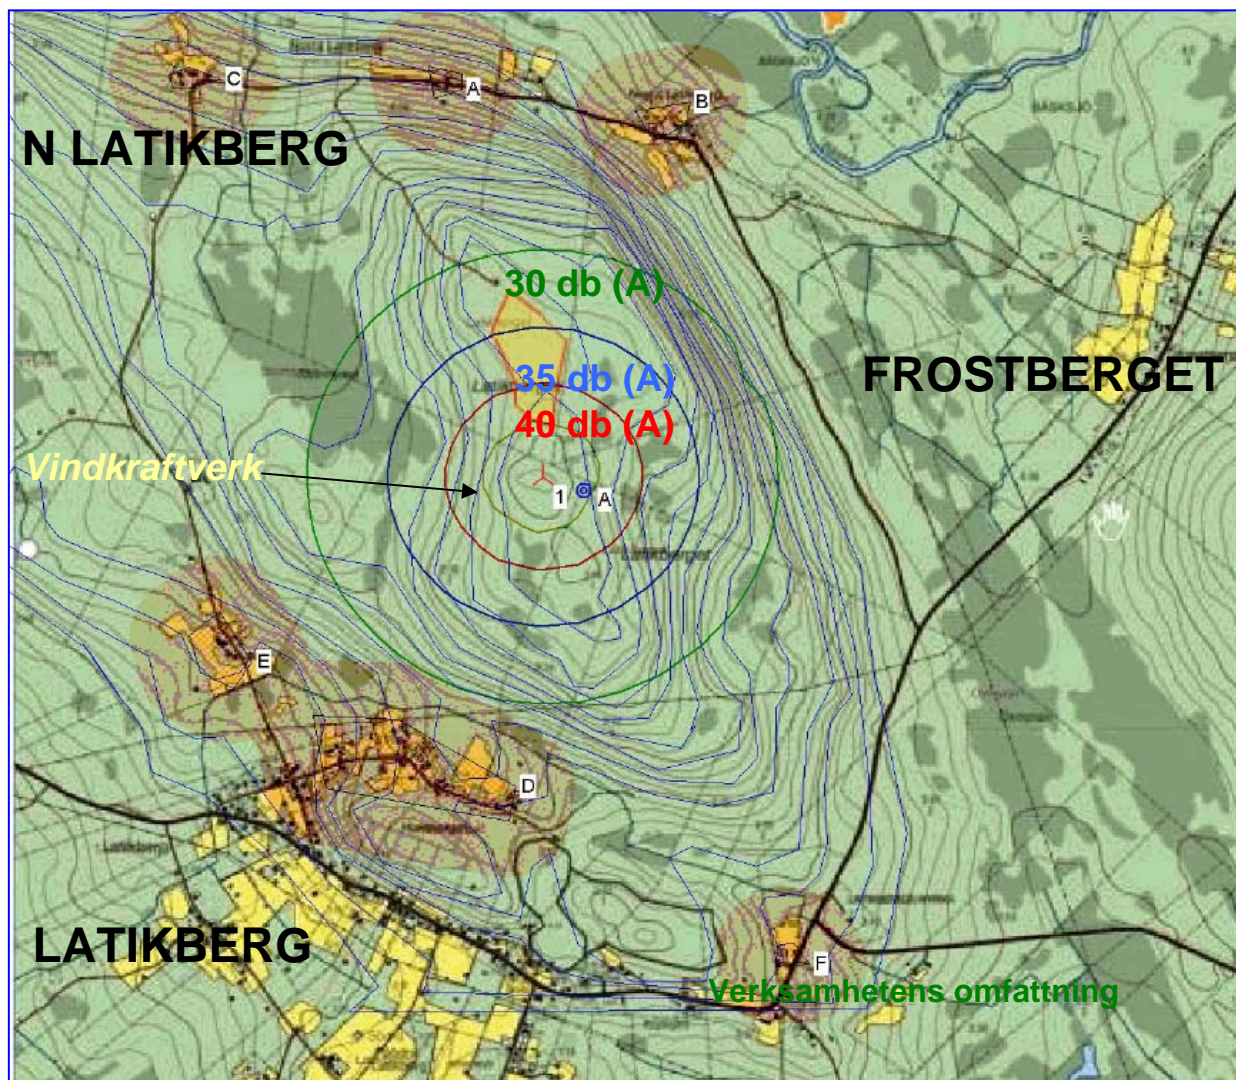 C
A
B
N LATIKBERG
30 db (A)
FROSTBERGET
35 db (A)
40 db (A)
Vindkraftverk
1
A
E
D
LATIKBERG
F
Verksamhetens omfattning